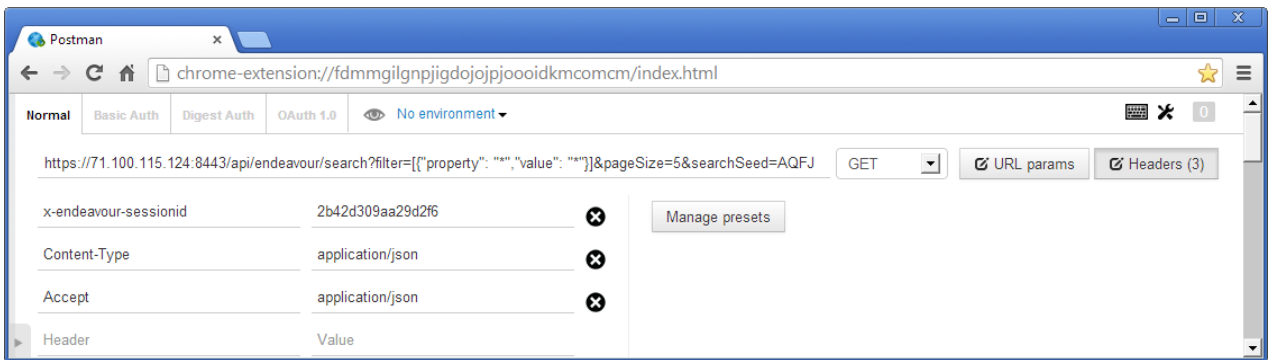 Postman
chrome-extension://fdmmgilgnpjigdojojpjoooidkmcomcm/index.html
Normal Basic Auth Digest Auth OAuth 1.0 No environment 0
https://71.100.115.124:8443/api/endeavour/search?filter=[{"property": "*","value": "*"}]&pageSize=5&searchSeed=AQFJ GET URL params Headers (3)
x-endeavour-sessionid 2b42d309aa29d2f6 Manage presets
Content-Type application/json
Accept application/json
Header Value